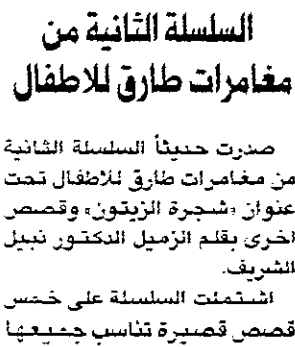 السلسلة الثانية من
مغامرات طارق للاطفال
صدرت حديثاً السلسلة الثانية
من مغامرات طارق للاطفال تحت
عنوان «شجرة الزيتون» وقصص
اخرى بقلم الزميل الدكتور نبيل
الشريف.
اشتملت السلسلة على خمس
قصص قصيرة تناسب جميعها